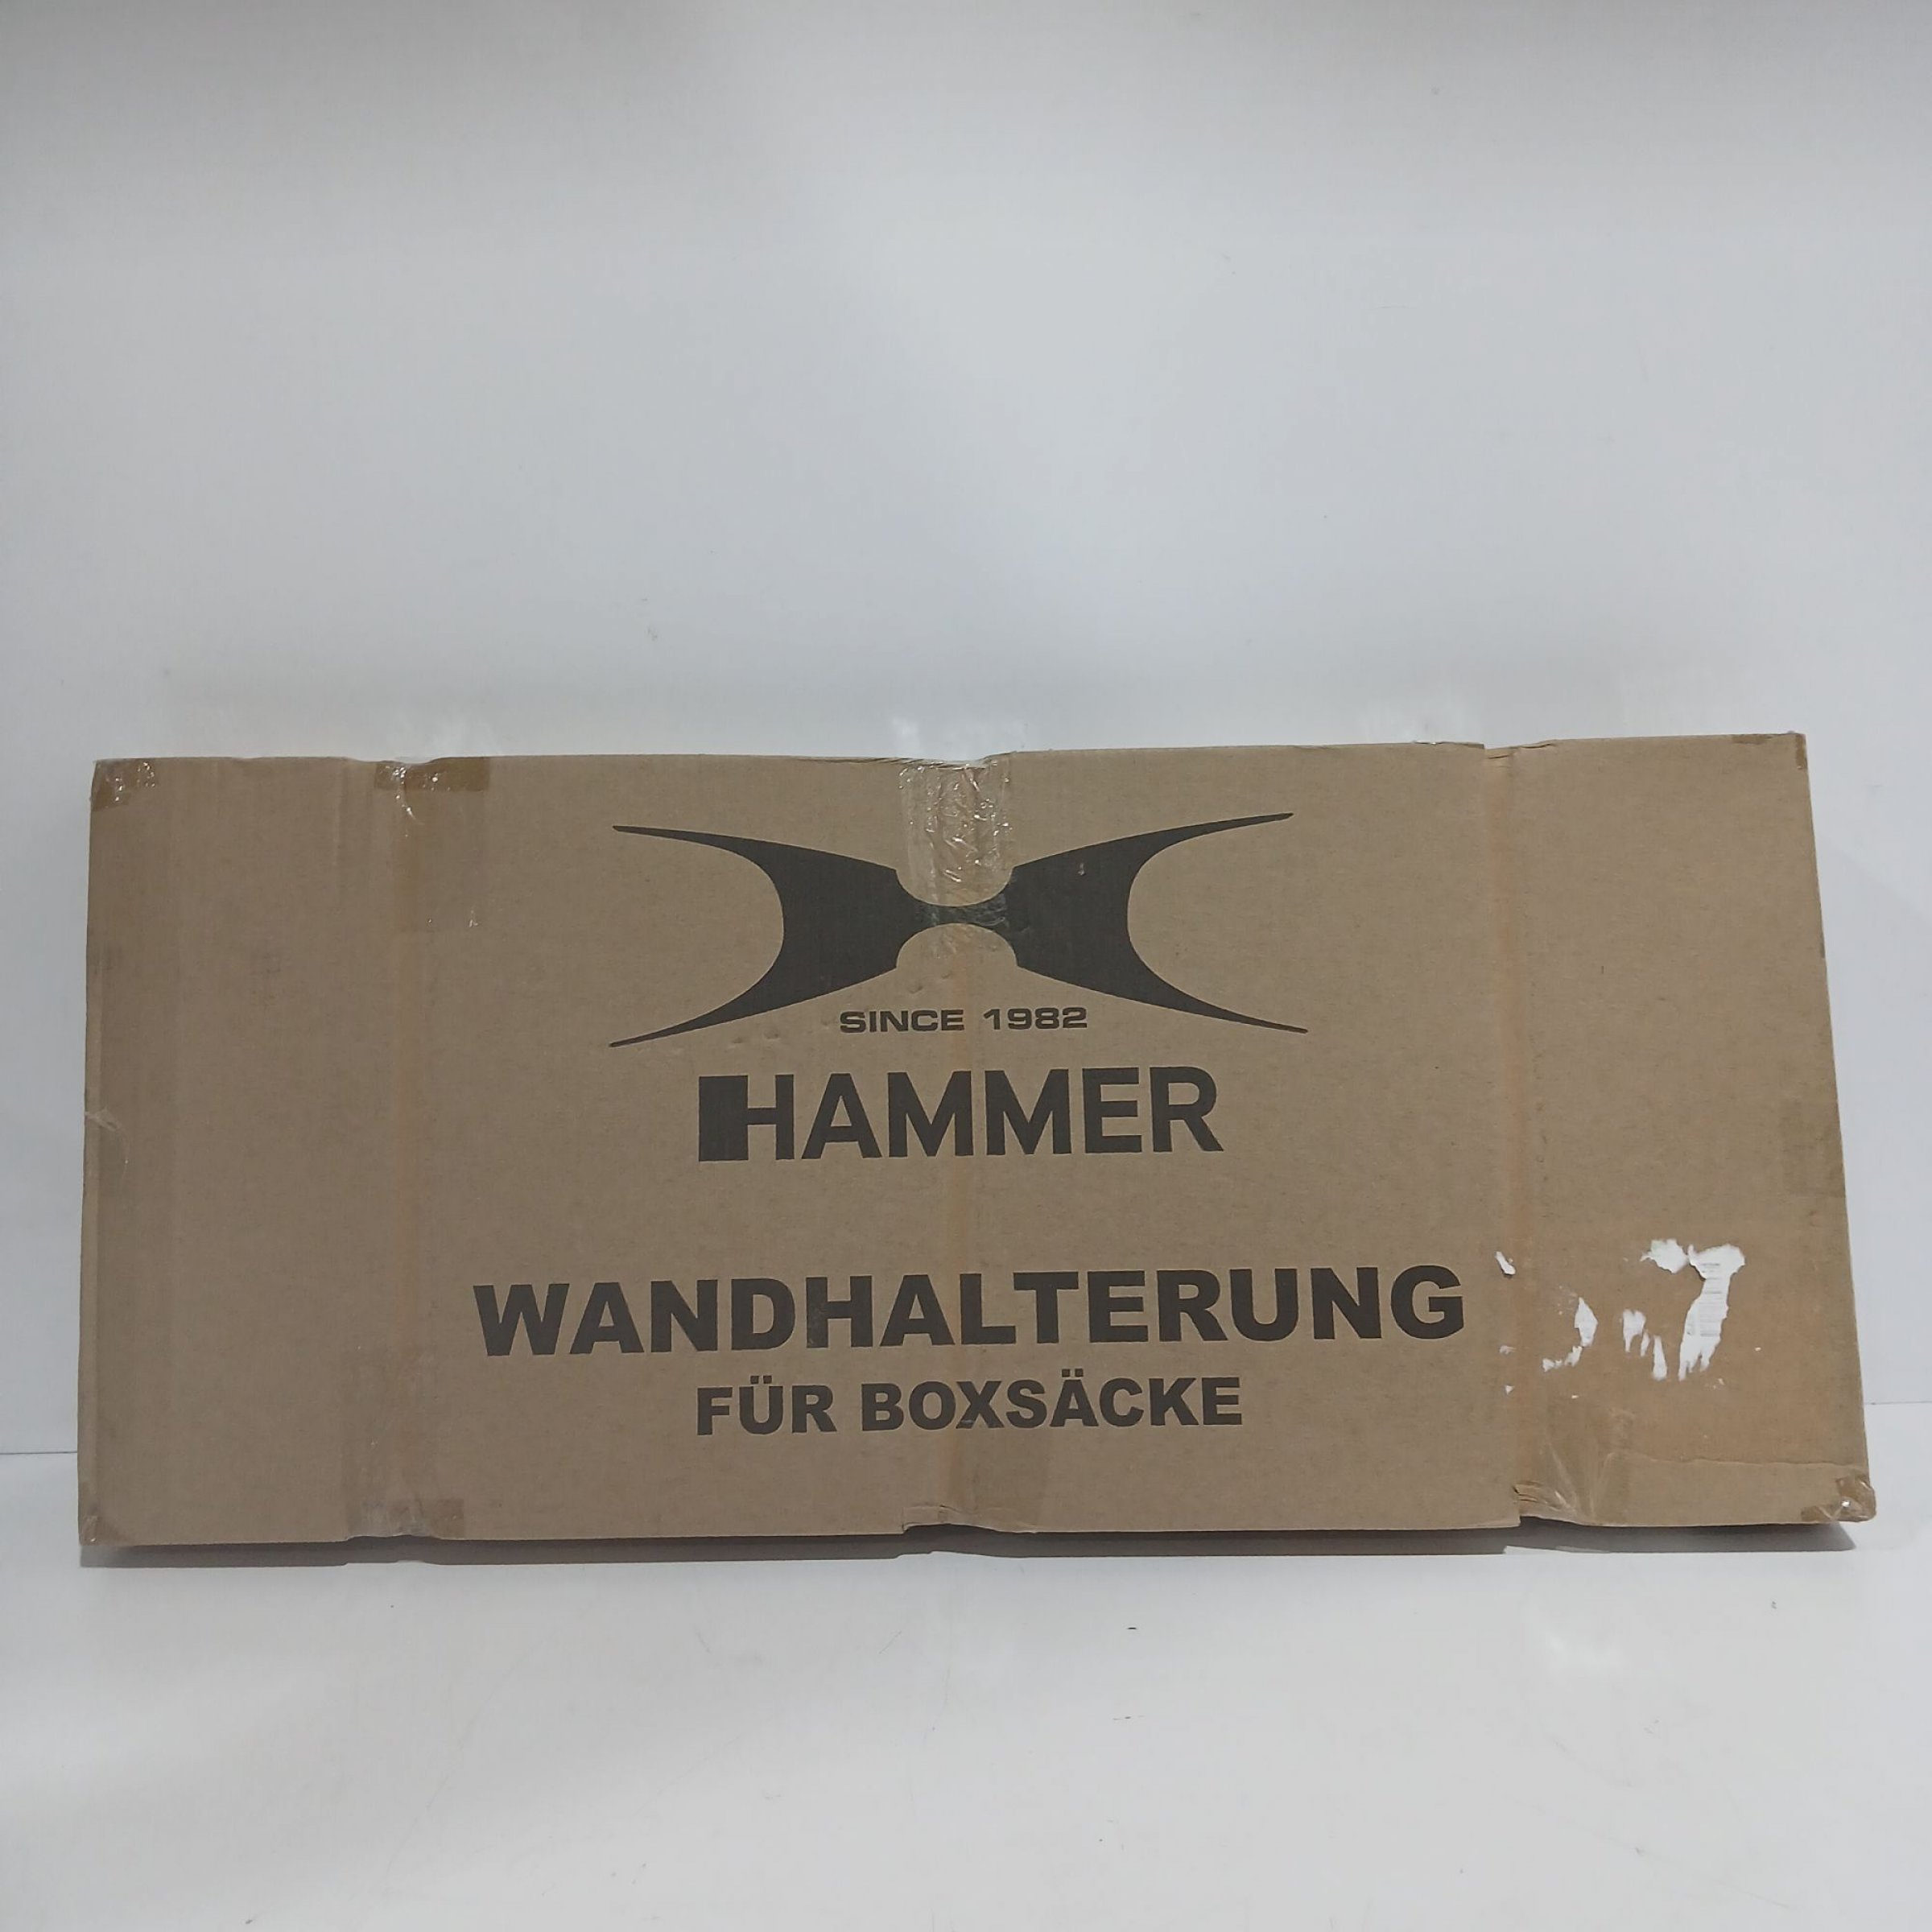 SINCE 1982
HAMMER
WANDHALTERUNG
FÜR BOXSÄCKE